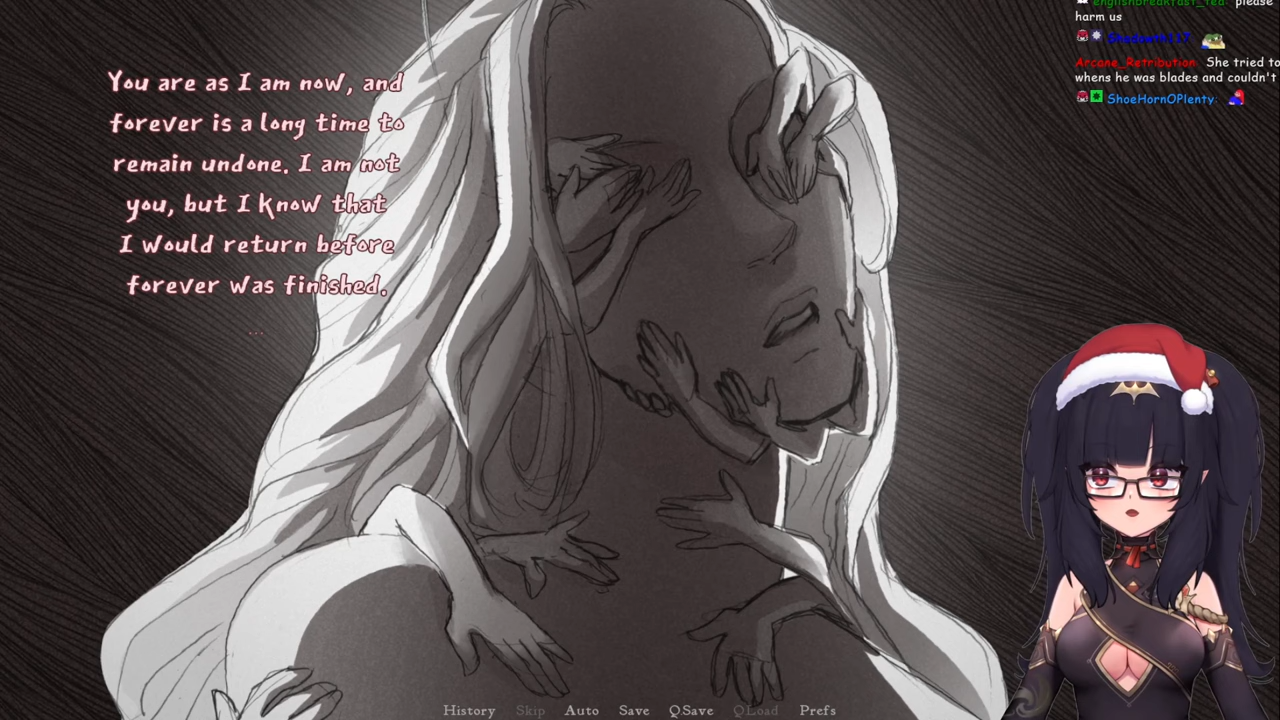 You are as I am now, and
forever is a long time to
remain undone. I am not
you, but I know that
I would return before
forever was finished.
...
englishbreakfast_tea please
harm us
Shadoath117
Arcane_Retribution She tried to
whens he was blades and couldn't
ShoeHornOPlenty:
History Skip Auto Save Q.Save Q.Load Prefs